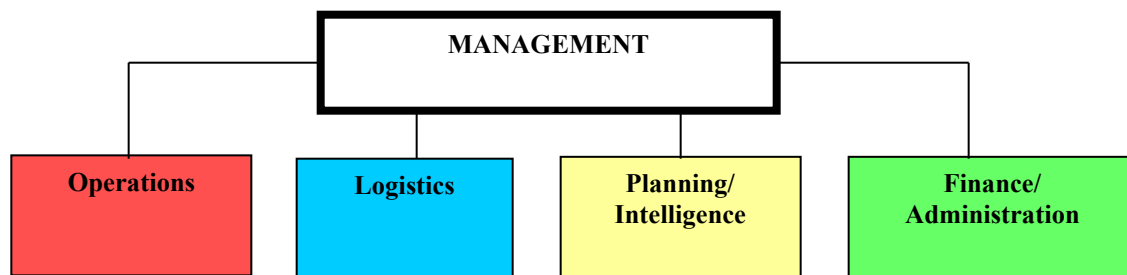 MANAGEMENT
Operations
Logistics
Planning/
Intelligence
Finance/
Administration